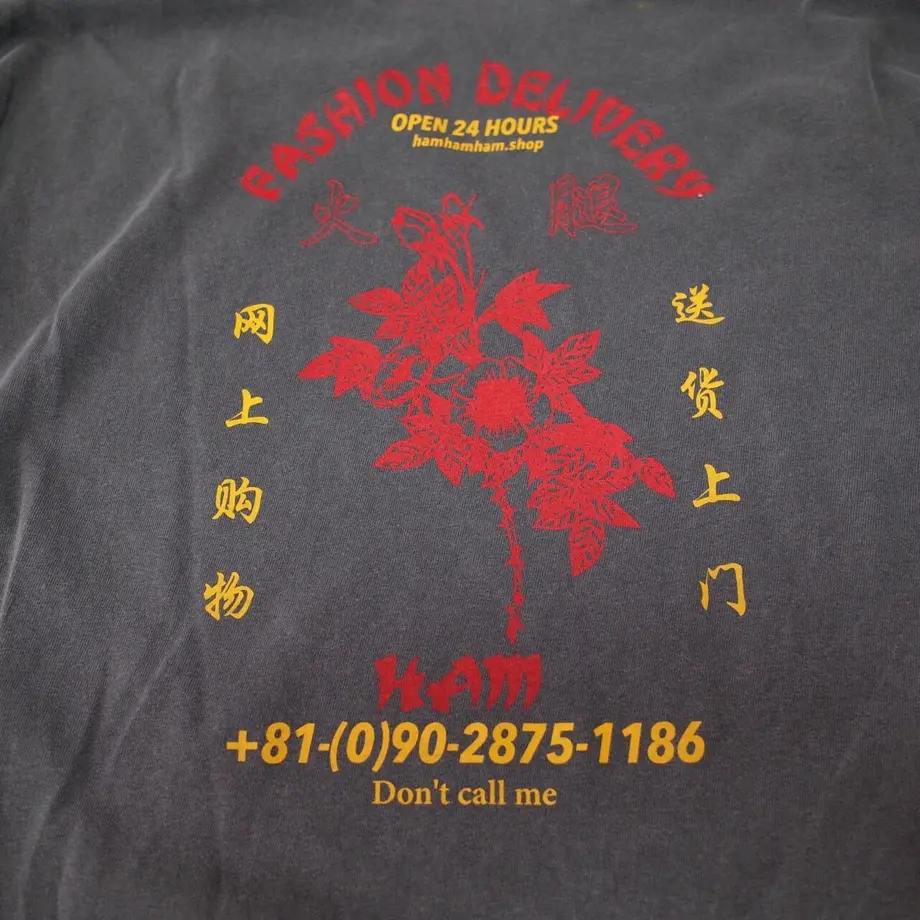 FASHION DELIVERY
OPEN 24 HOURS
hamhamham.shop
火腿
网上购物
送货上门
HAM
+81-(0)90-2875-1186
Don't call me